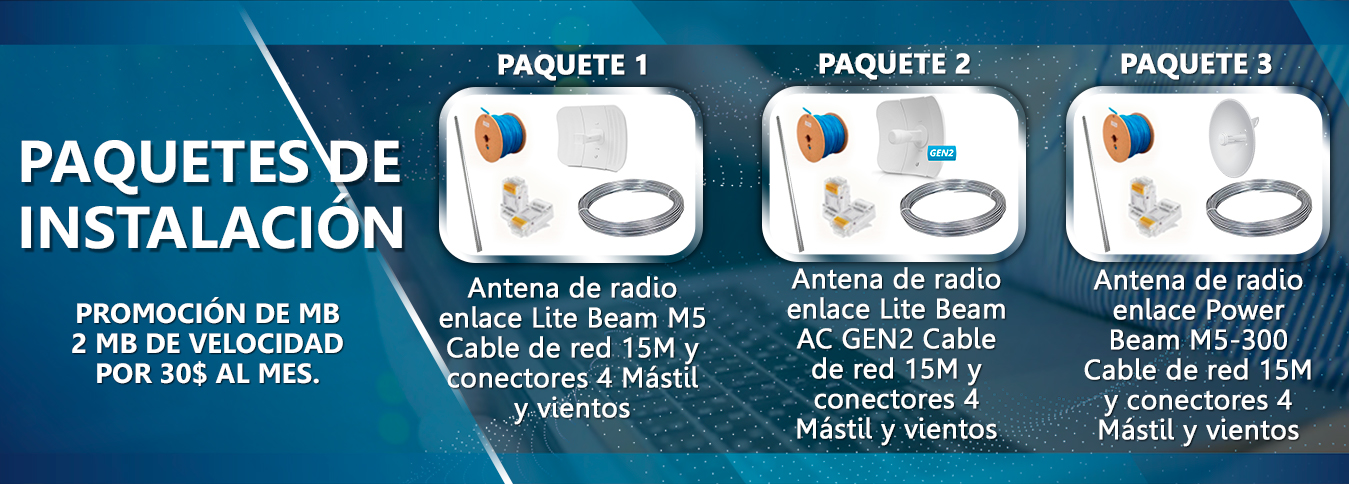 PAQUETES DE
INSTALACIÓN
PROMOCIÓN DE MB
2 MB DE VELOCIDAD
POR 30$ AL MES.
PAQUETE 1
Antena de radio
enlace Lite Beam M5
Cable de red 15M y
conectores 4 Mástil
y vientos
PAQUETE 2
GEN2
Antena de radio
enlace Lite Beam
AC GEN2 Cable
de red 15M y
conectores 4
Mástil y vientos
PAQUETE 3
Antena de radio
enlace Power
Beam M5-300
Cable de red 15M
y conectores 4
Mástil y vientos